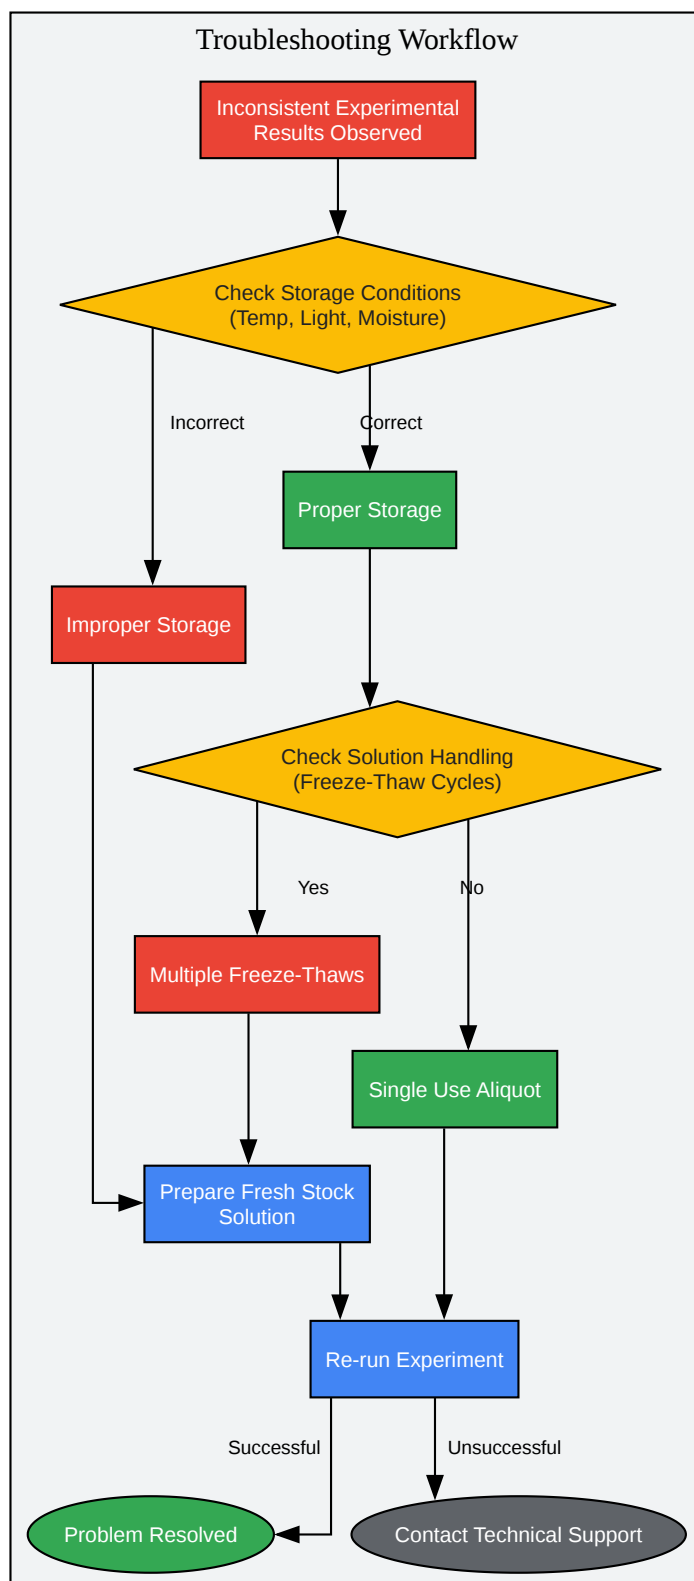 Troubleshooting Workflow
Inconsistent Experimental
Results Observed
Check Storage Conditions
(Temp, Light, Moisture)
Incorrect
Correct
Proper Storage
Improper Storage
Check Solution Handling
(Freeze-Thaw Cycles)
Yes
No
Multiple Freeze-Thaws
Single Use Aliquot
Prepare Fresh Stock
Solution
Re-run Experiment
Successful
Unsuccessful
Problem Resolved
Contact Technical Support